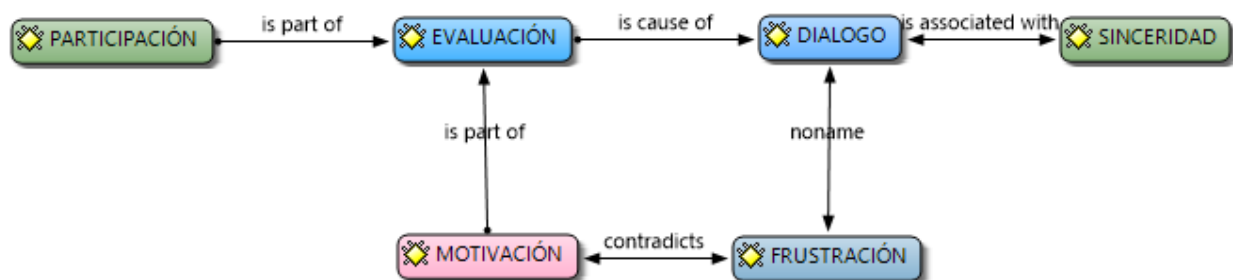 PARTICIPACIÓN
is part of
EVALUACIÓN
is cause of
DIALOGO
is associated with
SINCERIDAD
is part of
noname
MOTIVACIÓN
contradicts
FRUSTRACIÓN